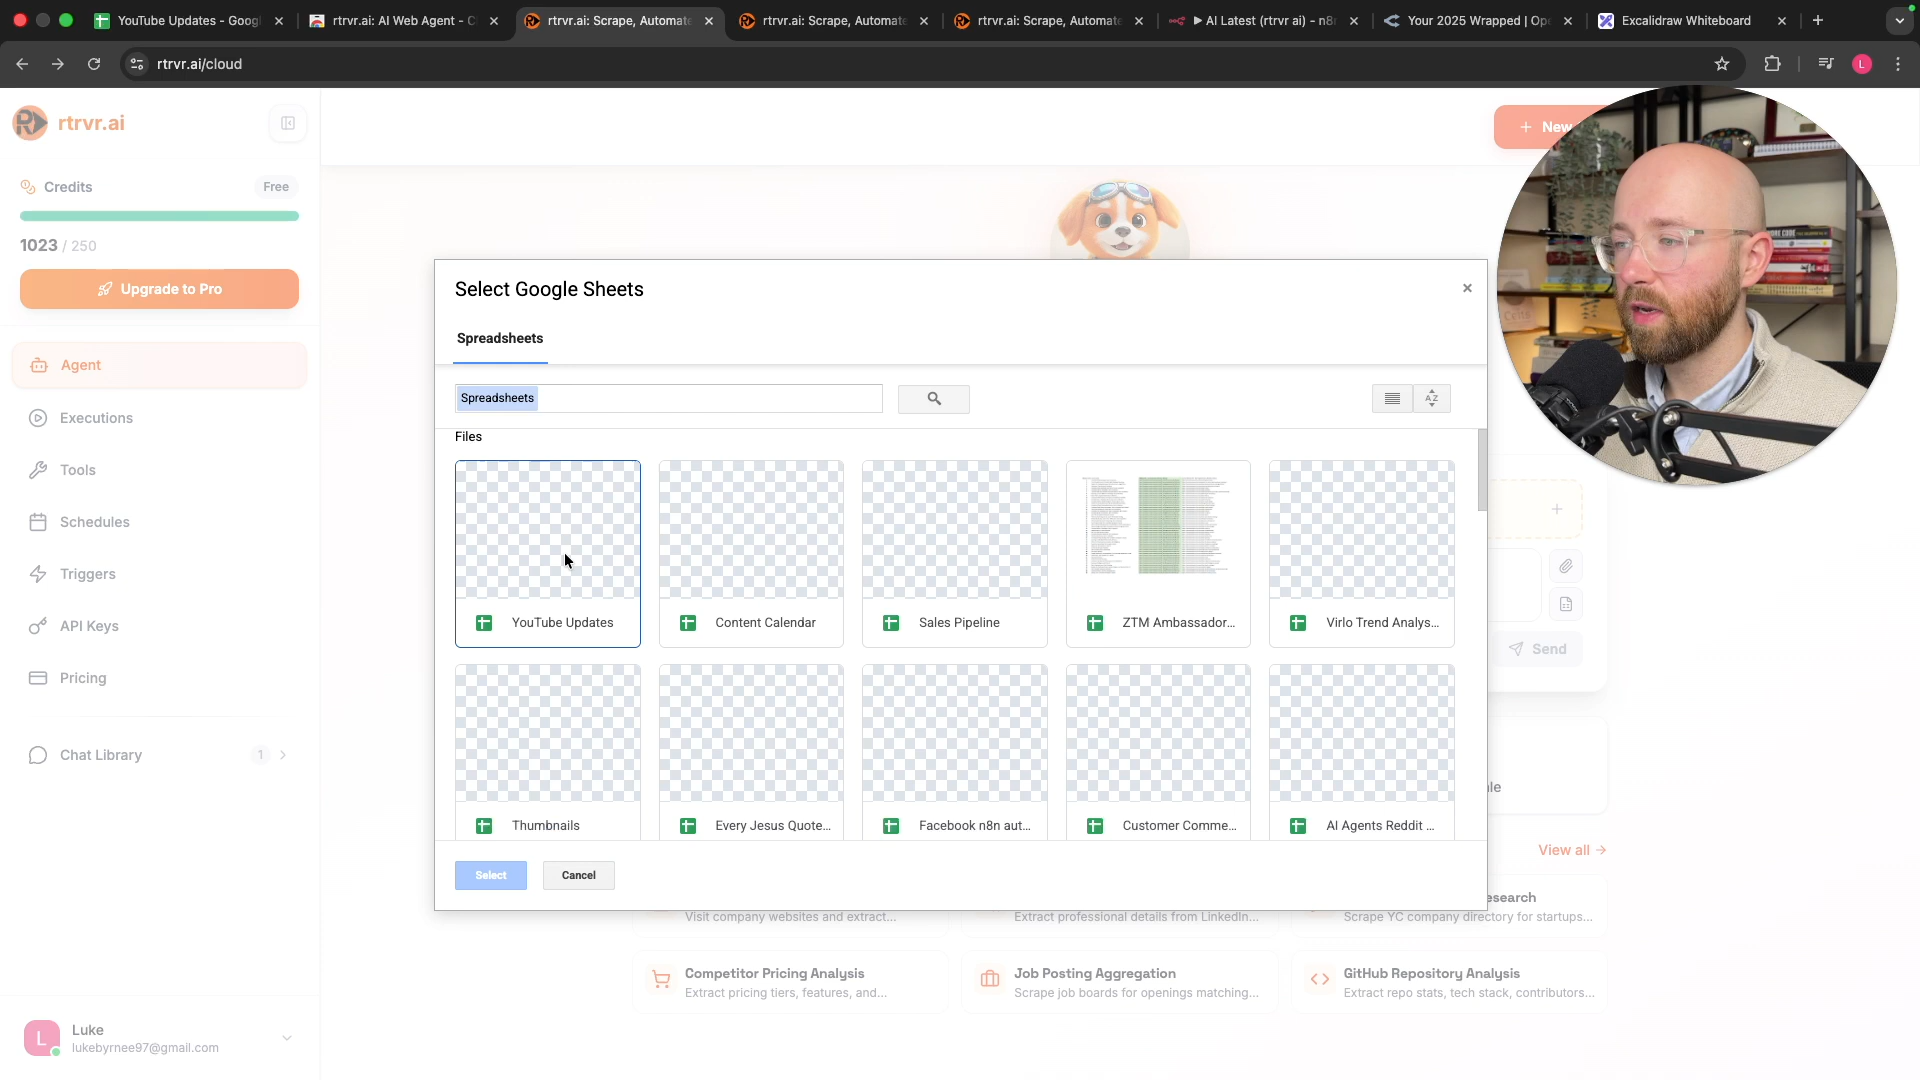 YouTube Updates - Googl
rtrvr.ai: AI Web Agent - C
rtrvr.ai: Scrape, Automate
rtrvr.ai: Scrape, Automate
rtrvr.ai: Scrape, Automate
AI Latest (rtrvr ai) - n8n
Your 2025 Wrapped | Op
Excalidraw Whiteboard
rtrvr.ai/cloud
L
rtrvr.ai
New
Credits
Free
1023 / 250
Upgrade to Pro
Agent
Executions
Tools
Schedules
Triggers
API Keys
Pricing
Chat Library
1
Select Google Sheets
Spreadsheets
Spreadsheets
Files
YouTube Updates
Content Calendar
Sales Pipeline
ZTM Ambassador...
Virlo Trend Analys...
Thumbnails
Every Jesus Quote...
Facebook n8n aut...
Customer Comme...
AI Agents Reddit ...
Select
Cancel
Send
View all
Visit company websites and extract...
Extract professional details from LinkedIn...
Scrape YC company directory for startups...
Competitor Pricing Analysis
Extract pricing tiers, features, and...
Job Posting Aggregation
Scrape job boards for openings matching...
GitHub Repository Analysis
Extract repo stats, tech stack, contributors...
L
Luke
lukebyrnee97@gmail.com